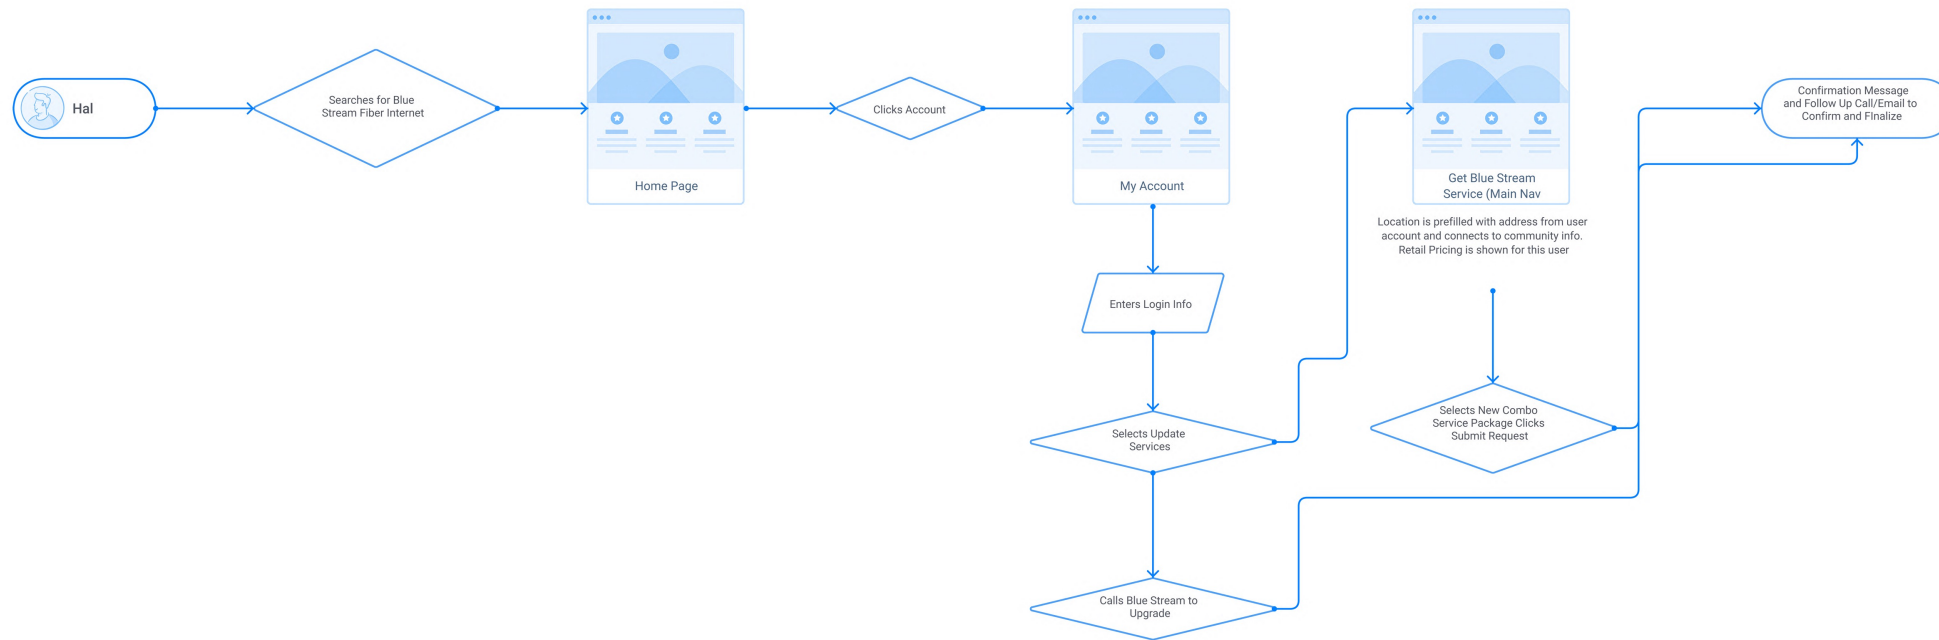 Hal
Searches for Blue
Stream Fiber Internet
Home Page
Clicks Account
My Account
Enters Login Info
Selects Update
Services
Calls Blue Stream to
Upgrade
Get Blue Stream
Service (Main Nav
Location is prefilled with address from user
account and connects to community info.
Retail Pricing is shown for this user
Selects New Combo
Service Package Clicks
Submit Request
Confirmation Message
and Follow Up Call/Email to
Confirm and FInalize